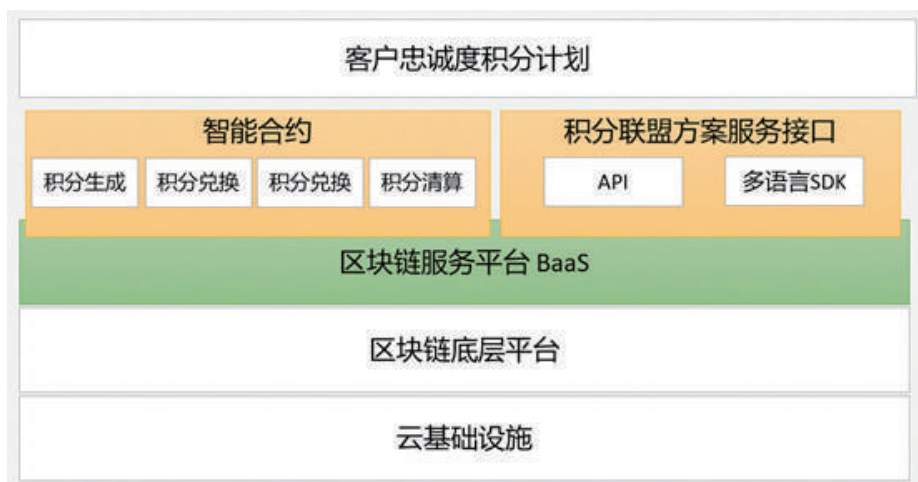 客户忠诚度积分计划
智能合约
积分联盟方案服务接口
积分生成 积分兑换 积分兑换 积分清算
API 多语言SDK
区块链服务平台 BaaS
区块链底层平台
云基础设施